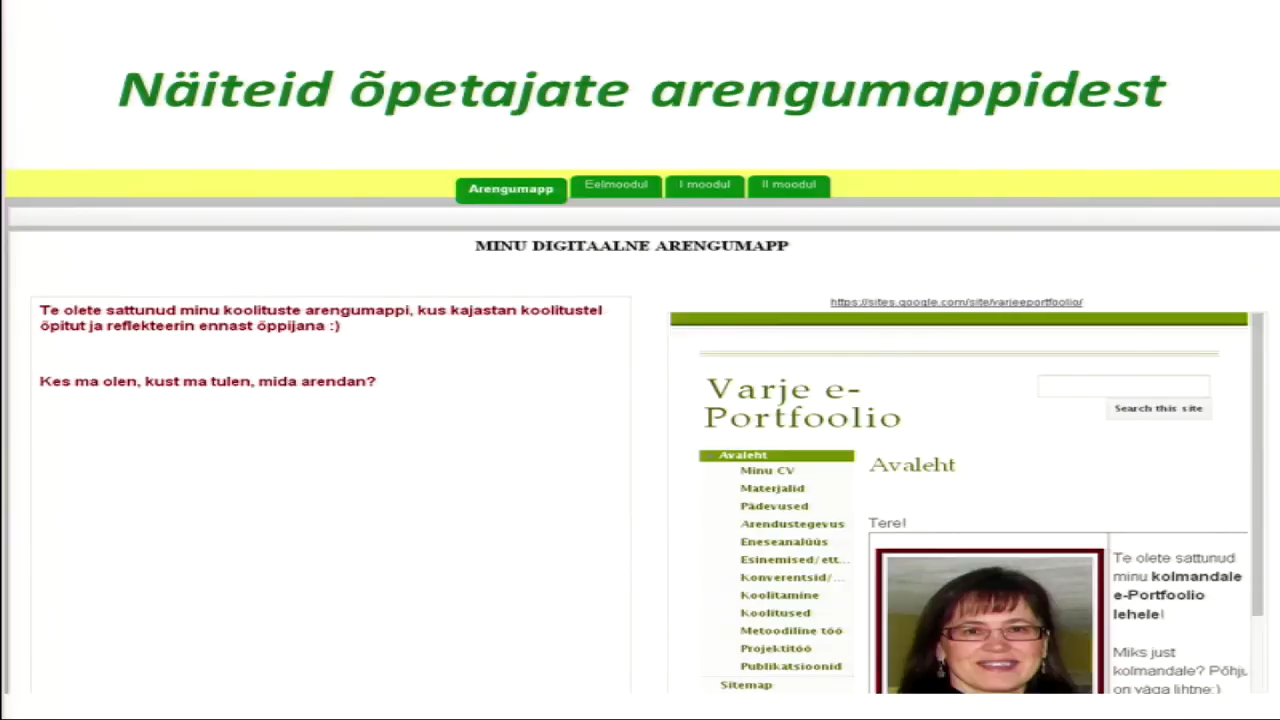 Näiteid õpetajate arengumappidest
Arengumapp
Eelmoodul
I moodul
II moodul
MINU DIGITAALNE ARENGUMAPP
Te olete sattunud minu koolituste arengumappi, kus kajastan koolitustel
õpitut ja reflekteerin ennast õppijana :)
Kes ma olen, kust ma tulen, mida arendan?
https://sites.google.com/site/varjeeportfoolio/
Varje e-
Portfoolio
Search this site
Avaleht
Minu CV
Materjalid
Pädevused
Arendustegevus
Eneseanalüüs
Esinemised/ett...
Konverentsid/...
Koolitamine
Koolitused
Metoodiline töö
Projektitöö
Publikatsioonid
Sitemap
Avaleht
Tere!
Te olete sattunud
minu kolmandale
e-Portfoolio
lehele!
Miks just
kolmandale? Põhju
on väga lihtne:)